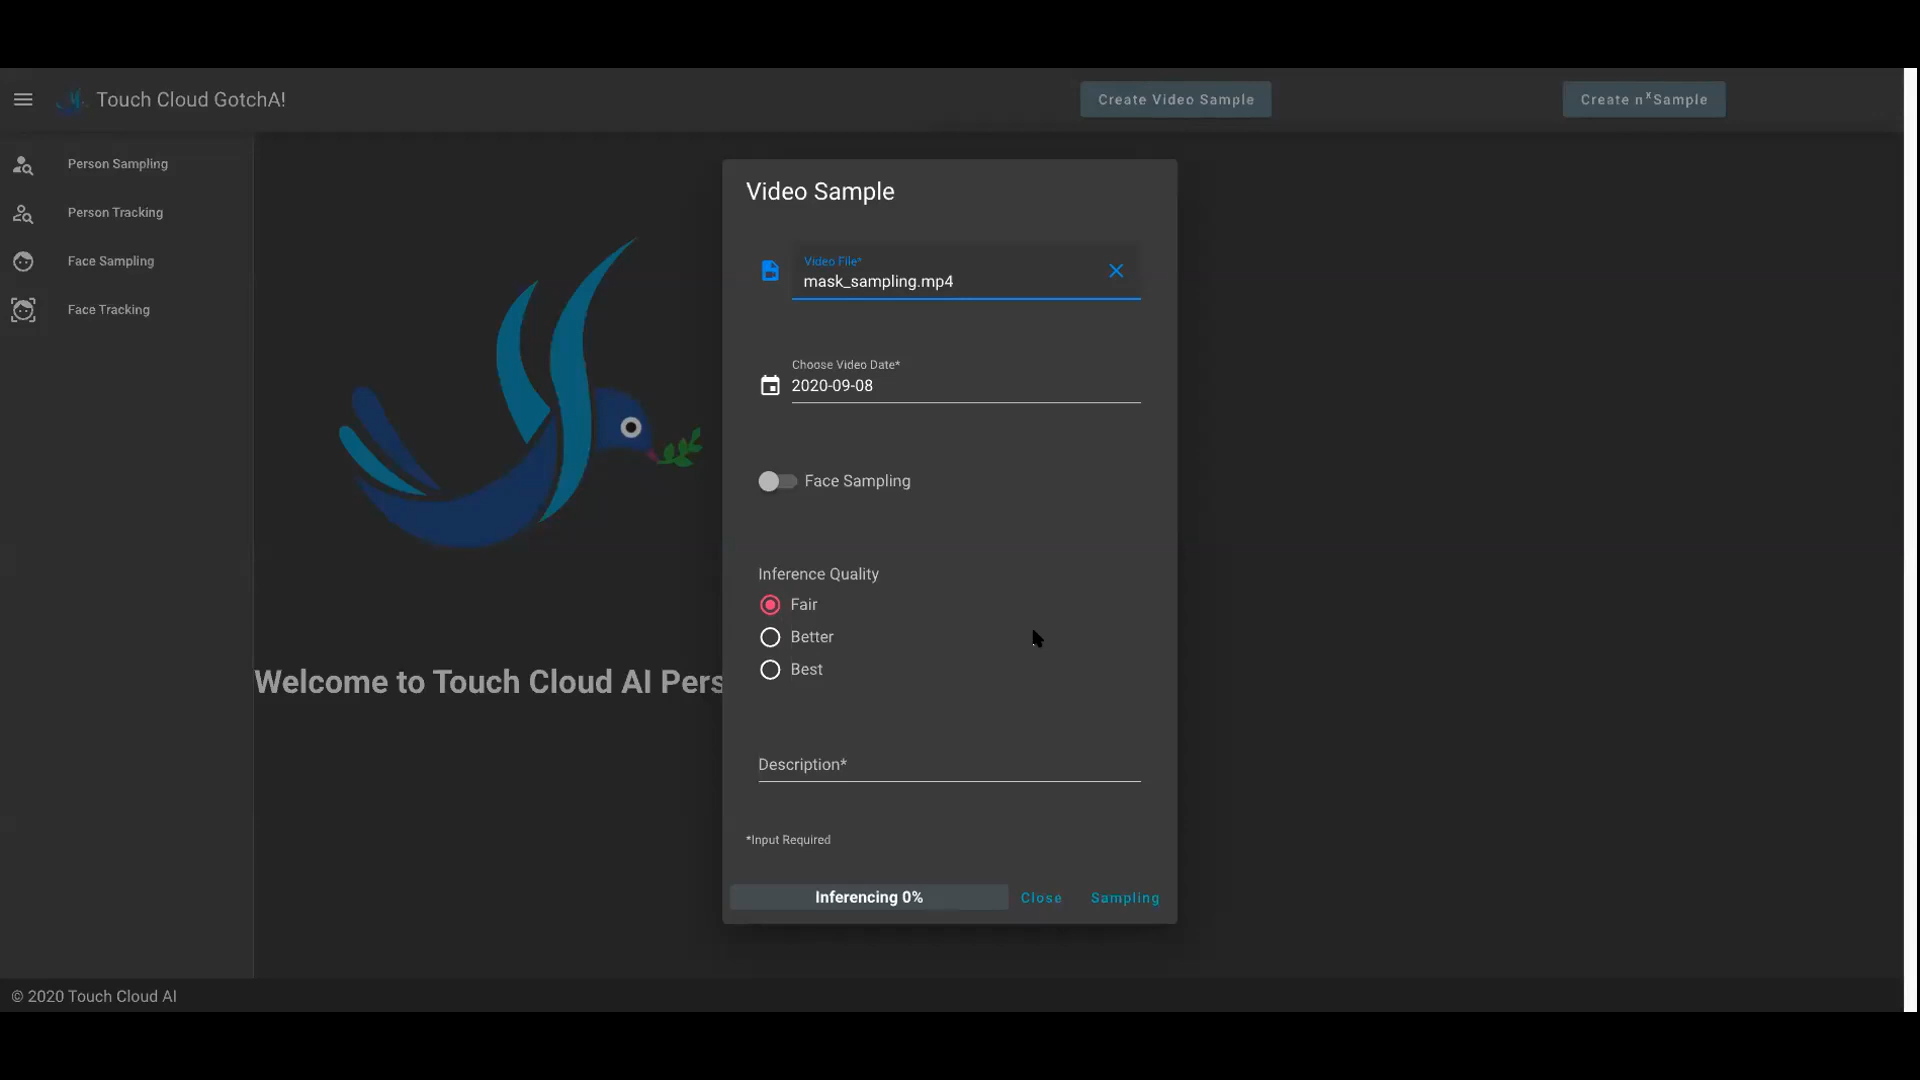 Touch Cloud GotchA!
Create Video Sample
Create nˣSample
Person Sampling
Person Tracking
Face Sampling
Face Tracking
Welcome to Touch Cloud AI Pers
Video Sample
Video File*
mask_sampling.mp4
Choose Video Date*
2020-09-08
Face Sampling
Inference Quality
Fair
Better
Best
Description*
*Input Required
Inferencing 0%
Close
Sampling
© 2020 Touch Cloud AI